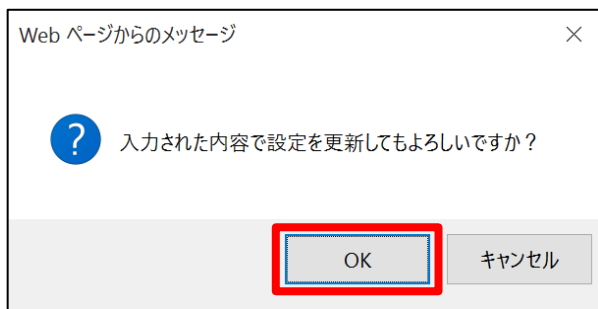 Web ページからのメッセージ
入力された内容で設定を更新してもよろしいですか？
OK
キャンセル